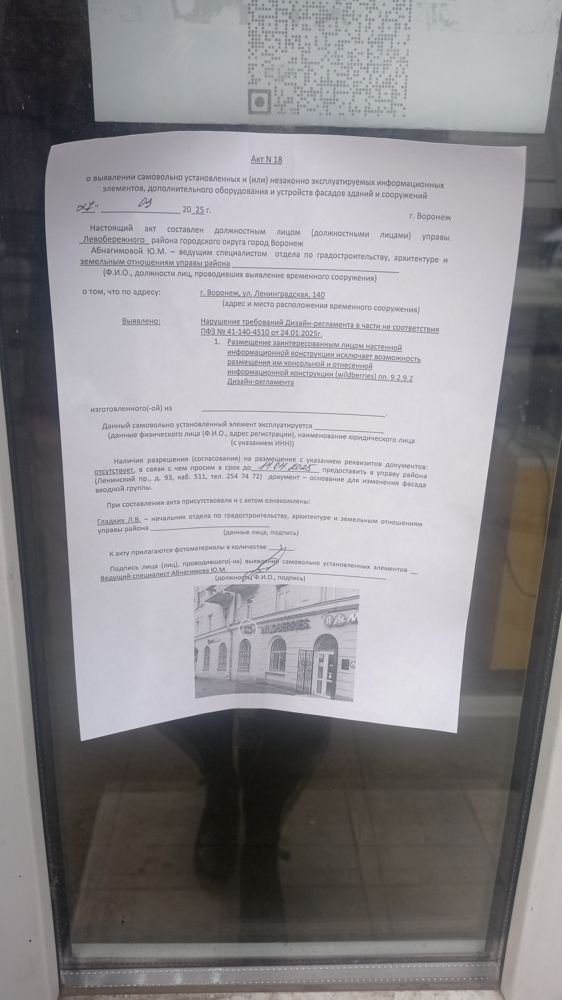 Акт N 18
о выявлении самовольно установленных и (или) незаконно эксплуатируемых информационных
элементов, дополнительного оборудования и устройств фасадов зданий и сооружений
27 " 03 20 25 г.
г. Воронеж
Настоящий акт составлен должностным лицом (должностными лицами) управы
Левобережного района городского округа город Воронеж
Абнагимовой Ю.М. – ведущим специалистом отдела по градостроительству, архитектуре и
земельным отношениям управы района
(Ф.И.О., должности лиц, проводивших выявление временного сооружения)
о том, что по адресу: г. Воронеж, ул. Ленинградская, 140
(адрес и место расположения временного сооружения)
Выявлено: Нарушение требований Дизайн-регламента в части не соответствия
ПФЗ № 41-140-4510 от 24.01.2025г.
1. Размещение заинтересованным лицом настенной
информационной конструкции исключает возможность
размещения им консольной и отнесенной
информационной конструкции (wildberries) пп. 9.2.9.2
Дизайн-регламента
изготовленного(-ой) из .
Данный самовольно установленный элемент эксплуатируется
(данные физического лица (Ф.И.О., адрес регистрации), наименование юридического лица
(с указанием ИНН))
Наличие разрешения (согласования) на размещение с указанием реквизитов документов:
отсутствует, в связи с чем просим в срок до 14.04.2025 предоставить в управу района
(Ленинский пр., д. 93, каб. 511, тел. 254 74 72) документ – основание для изменения фасада
входной группы.
При составлении акта присутствовали и с актом ознакомлены:
Гладких Л.В. – начальник отдела по градостроительству, архитектуре и земельным отношениям
управы района
(данные лица, подпись)
К акту прилагаются фотоматериалы в количестве 1 .
Подпись лица (лиц), проводившего(-их) выявление самовольно установленных элементов
Ведущий специалист Абнагимова Ю.М.
(должность, Ф.И.О., подпись)
WB WILDBERRIES